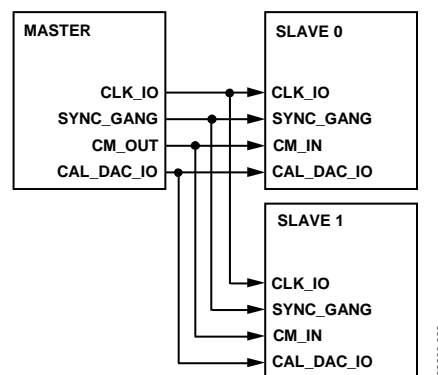 MASTER
CLK_IO
SYNC_GANG
CM_OUT
CAL_DAC_IO
SLAVE 0
CLK_IO
SYNC_GANG
CM_IN
CAL_DAC_IO
SLAVE 1
CLK_IO
SYNC_GANG
CM_IN
CAL_DAC_IO